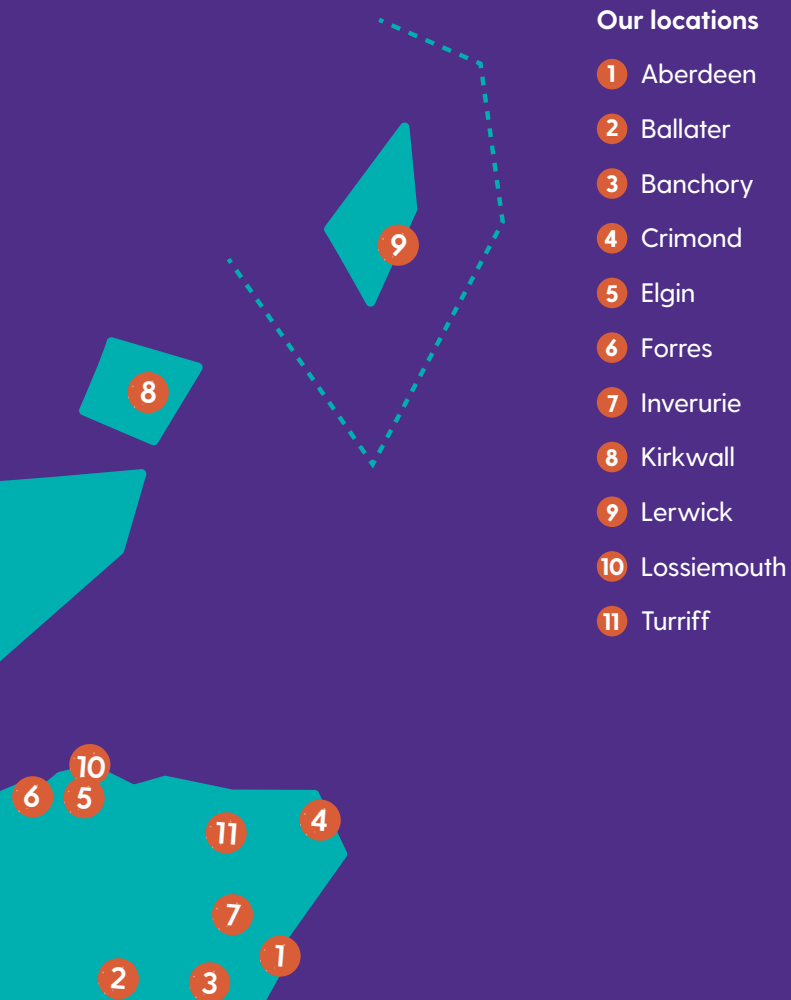 Our locations
1 Aberdeen
2 Ballater
3 Banchory
4 Crimond
5 Elgin
6 Forres
7 Inverurie
8 Kirkwall
9 Lerwick
10 Lossiemouth
11 Turriff
9
8
10
6
5
11
4
7
1
2
3